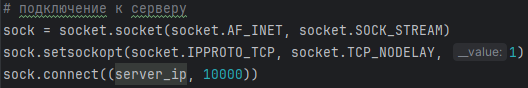 # подключение к серверу
sock = socket.socket(socket.AF_INET, socket.SOCK_STREAM)
sock.setsockopt(socket.IPPROTO_TCP, socket.TCP_NODELAY, __value: 1)
sock.connect((server_ip, 10000))